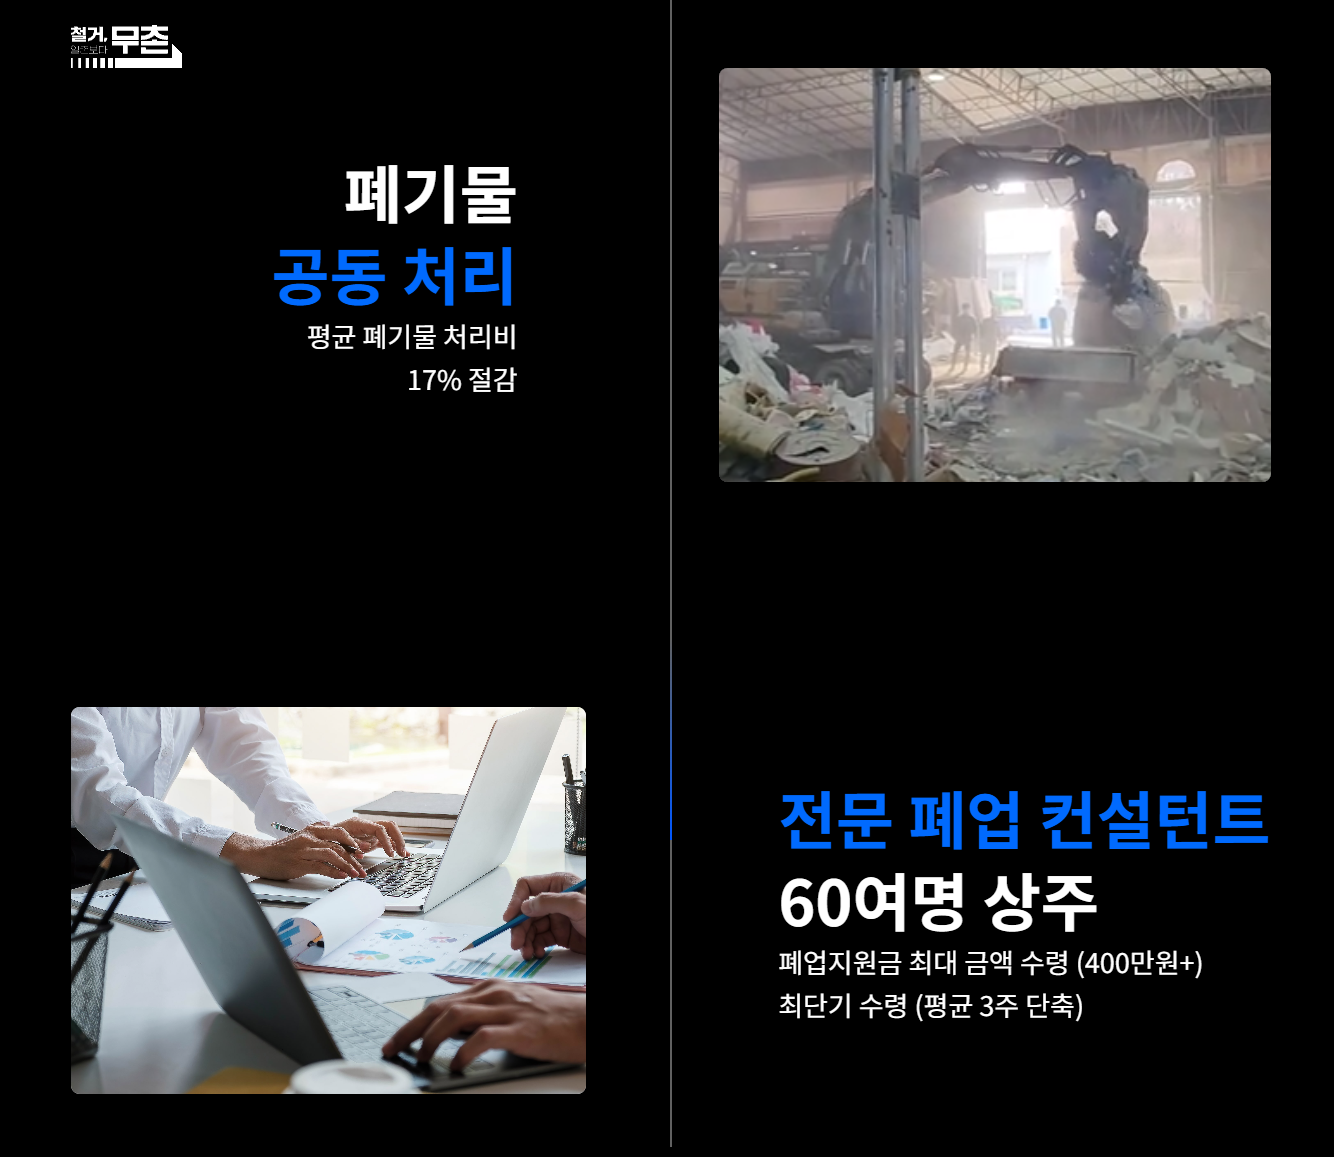 철거,
일촌보다
무촌
폐기물
공동 처리
평균 폐기물 처리비
17% 절감
전문 폐업 컨설턴트
60여명 상주
폐업지원금 최대 금액 수령 (400만원+)
최단기 수령 (평균 3주 단축)